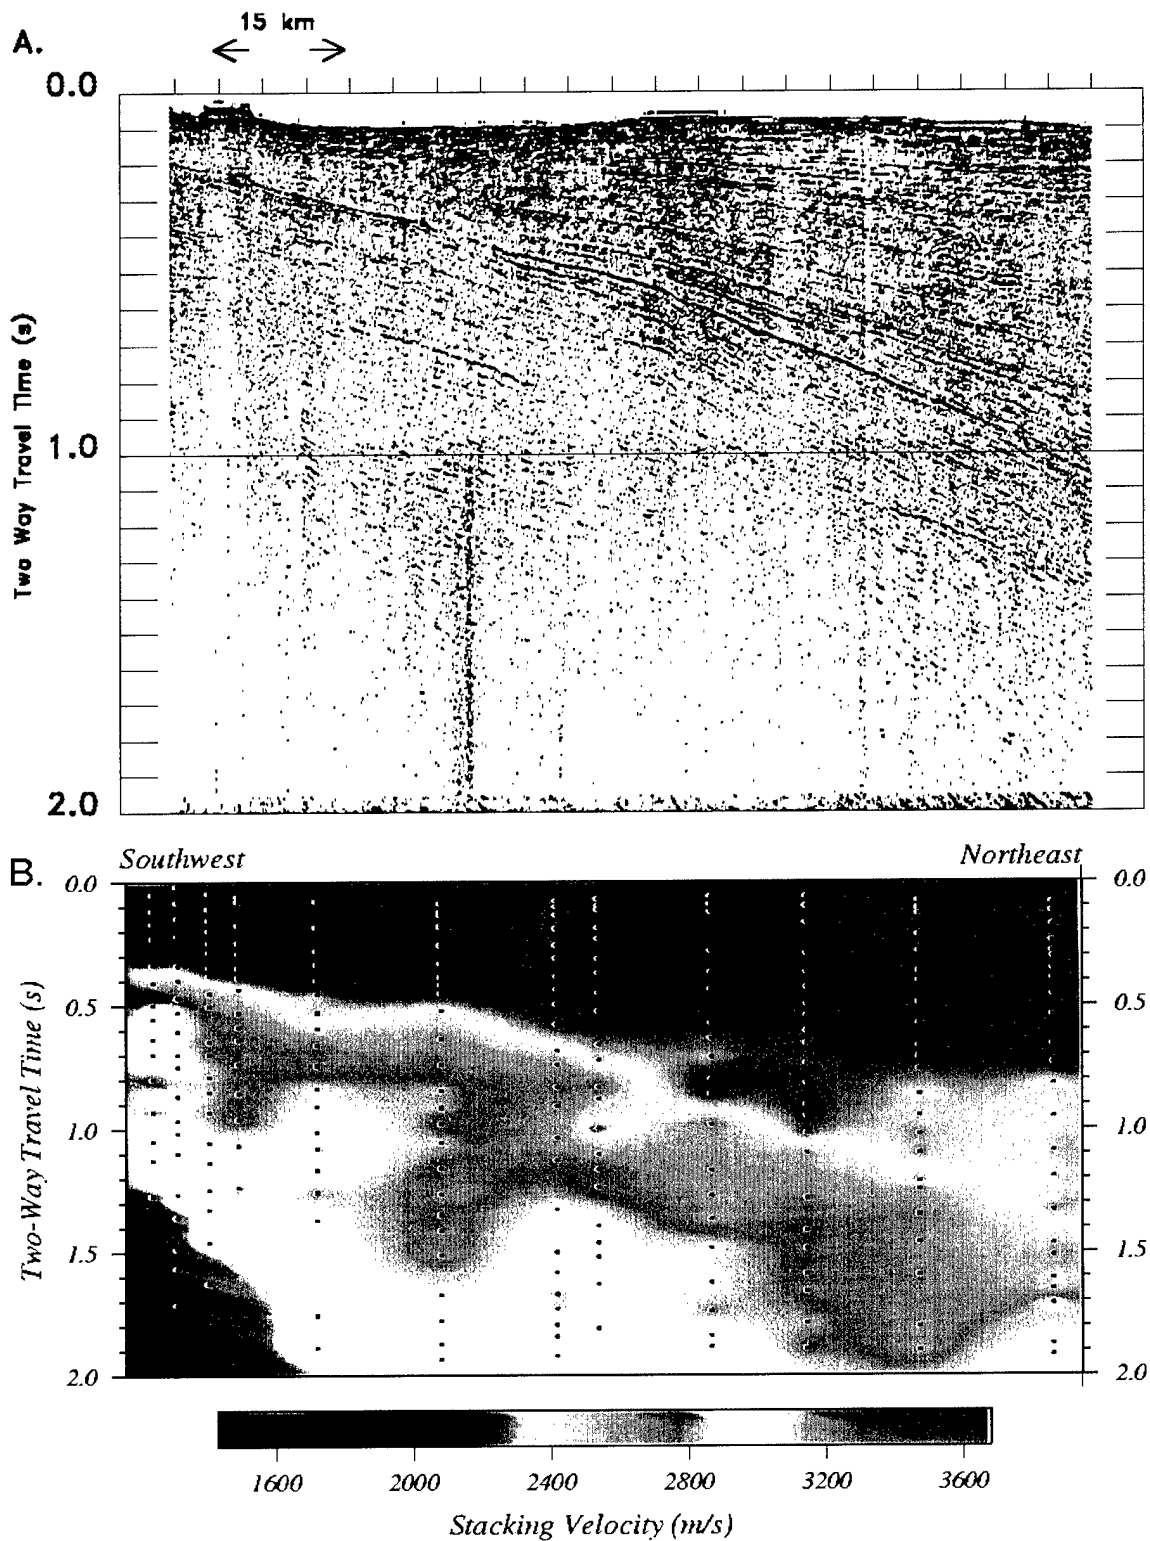 15 km
A.
0.0
1.0
2.0
Two Way Travel Time (s)
B.
Southwest
Northeast
0.0
0.5
1.0
1.5
2.0
Two-Way Travel Time (s)
0.0
0.5
1.0
1.5
2.0
1600 2000 2400 2800 3200 3600
Stacking Velocity (m/s)